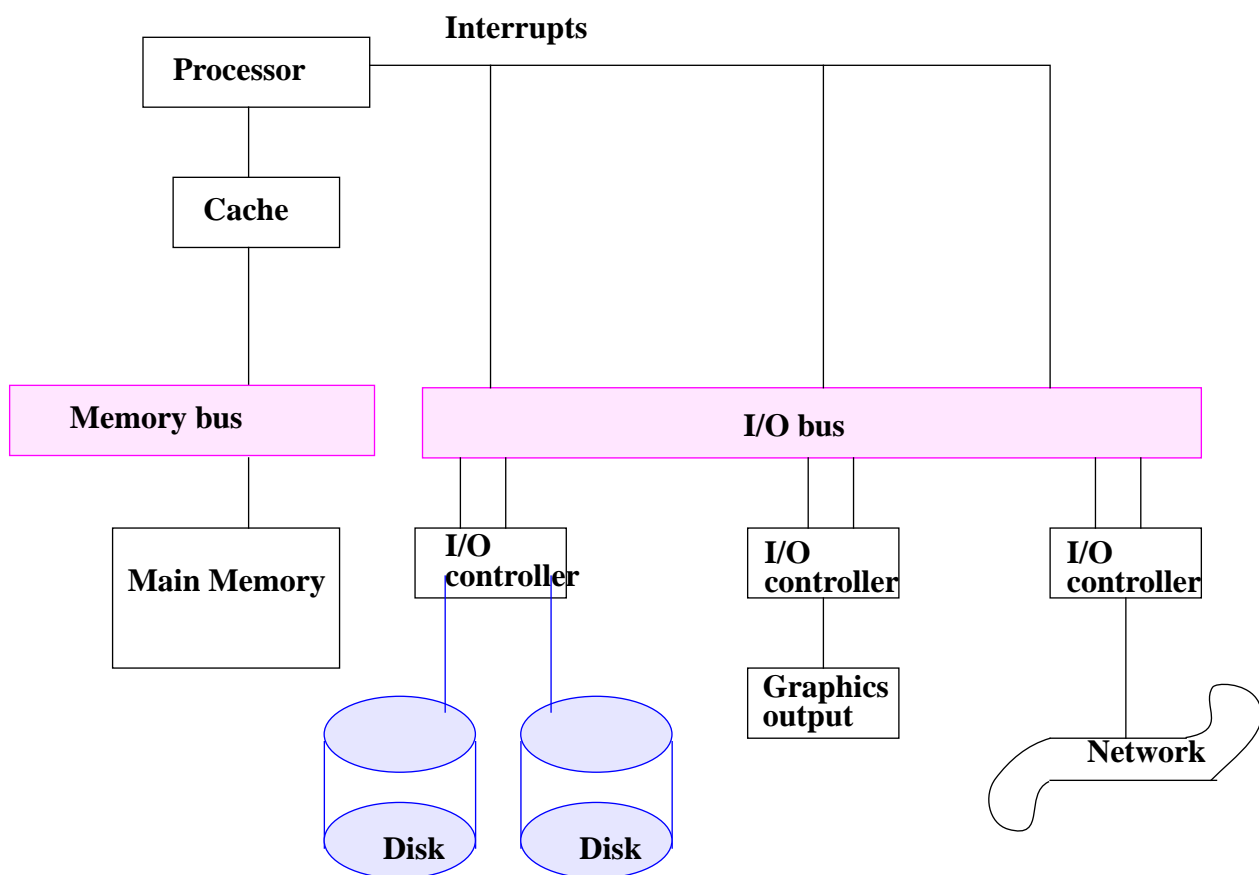 Interrupts
Processor
Cache
Memory bus
I/O bus
Main Memory
I/O
controller
I/O
controller
I/O
controller
Graphics
output
Network
Disk
Disk